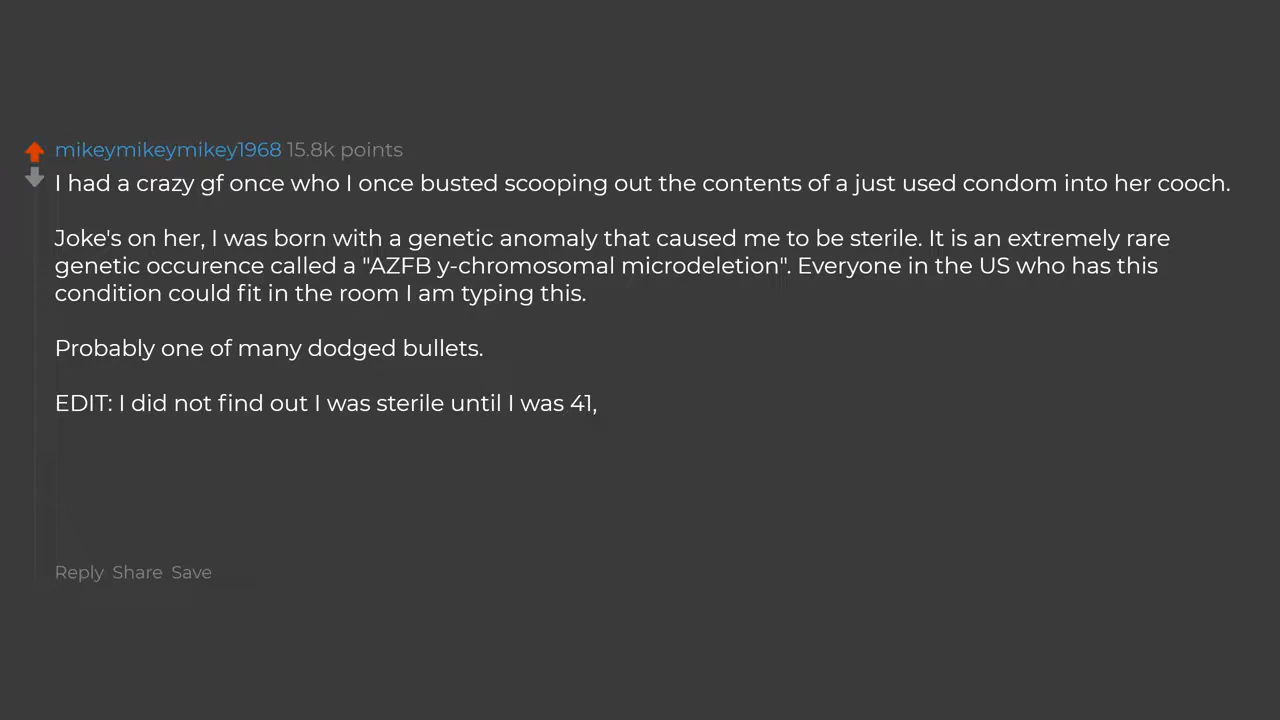 mikeymikeymikey1968 15.8k points
I had a crazy gf once who I once busted scooping out the contents of a just used condom into her cooch.
Joke's on her, I was born with a genetic anomaly that caused me to be sterile. It is an extremely rare
genetic occurence called a "AZFB y-chromosomal microdeletion". Everyone in the US who has this
condition could fit in the room I am typing this.
Probably one of many dodged bullets.
EDIT: I did not find out I was sterile until I was 41,
Reply Share Save